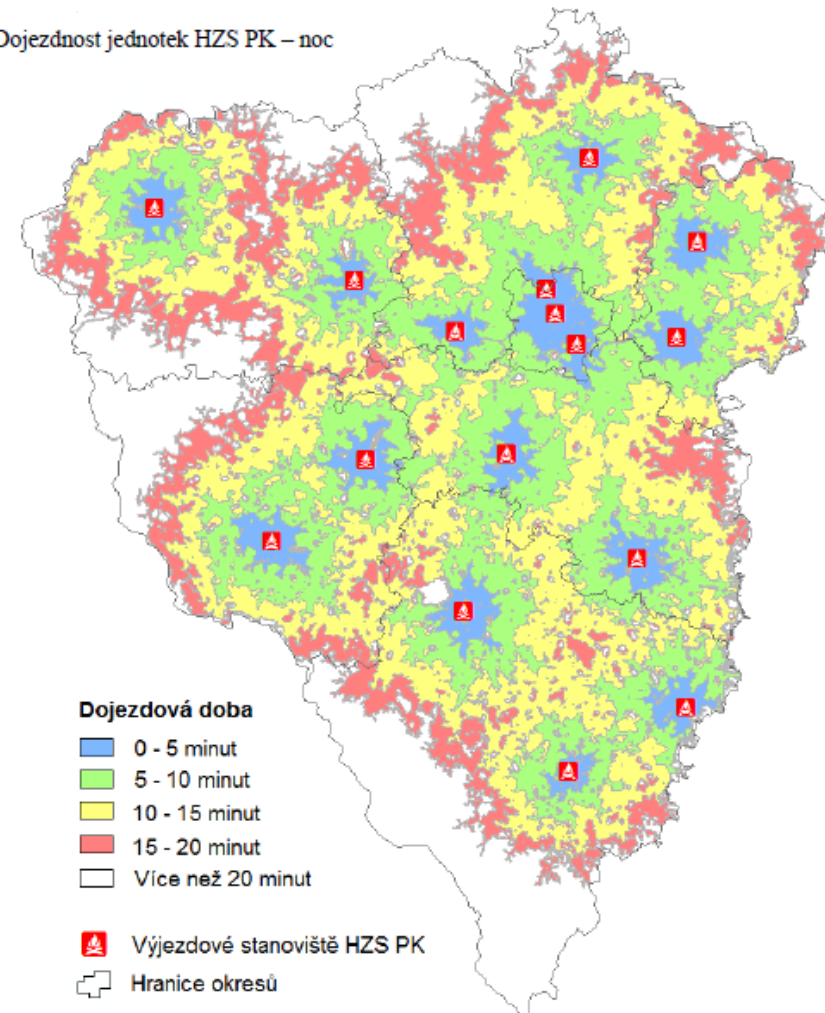 Dojezdnost jednotek HZS PK – noc
Dojezdová doba
0 - 5 minut
5 - 10 minut
10 - 15 minut
15 - 20 minut
Více než 20 minut
Výjezdové stanoviště HZS PK
Hranice okresů